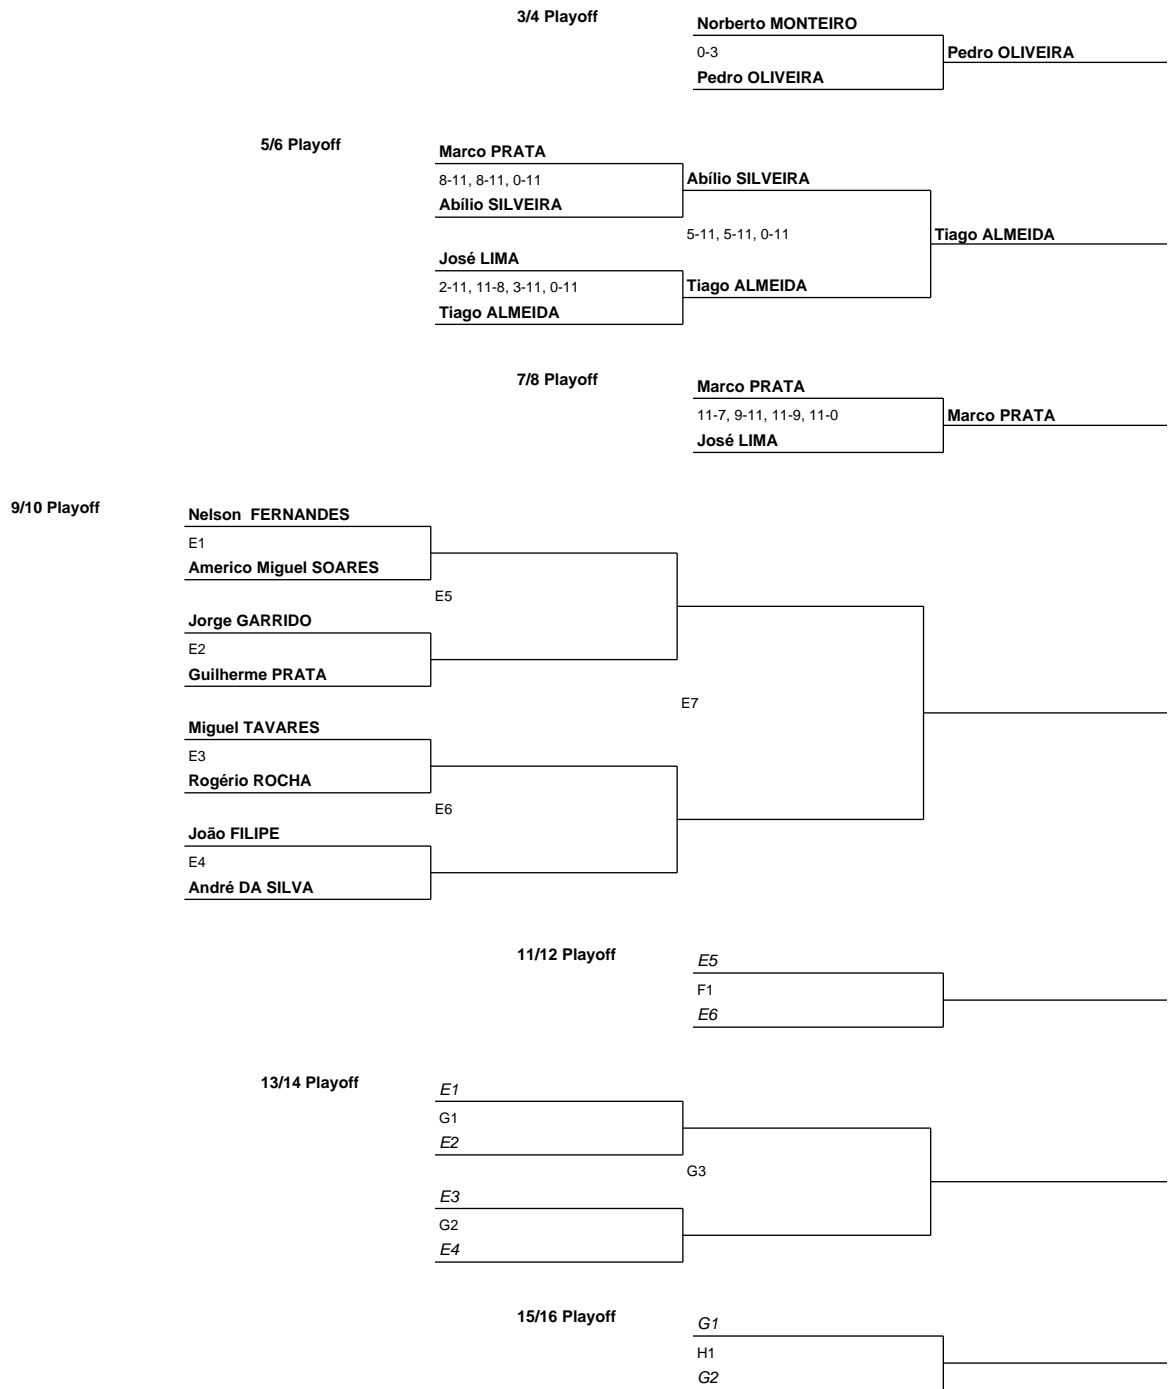 3/4 Playoff
Norberto MONTEIRO
0-3
Pedro OLIVEIRA
Pedro OLIVEIRA
5/6 Playoff
Marco PRATA
8-11, 8-11, 0-11
Abílio SILVEIRA
Abílio SILVEIRA
5-11, 5-11, 0-11
Tiago ALMEIDA
José LIMA
2-11, 11-8, 3-11, 0-11
Tiago ALMEIDA
Tiago ALMEIDA
7/8 Playoff
Marco PRATA
11-7, 9-11, 11-9, 11-0
Marco PRATA
José LIMA
9/10 Playoff
Nelson  FERNANDES
E1
Americo Miguel SOARES
E5
Jorge GARRIDO
E2
Guilherme PRATA
E7
Miguel TAVARES
E3
Rogério ROCHA
E6
João FILIPE
E4
André DA SILVA
11/12 Playoff
E5
F1
E6
13/14 Playoff
E1
G1
E2
G3
E3
G2
E4
15/16 Playoff
G1
H1
G2